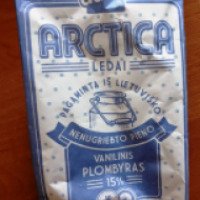 ARCTICA
LEDAI
PAGAMINTA IŠ LIETUVIŠKO
NENUGRIEBTO PIENO
VANILINIS
PLOMBYRAS
15%